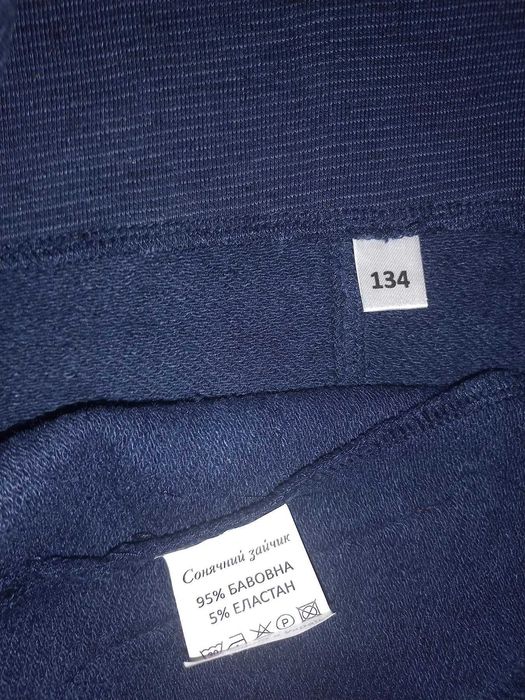 134
Сонячний зайчик
95% БАВОВНА
5% ЕЛАСТАН
P